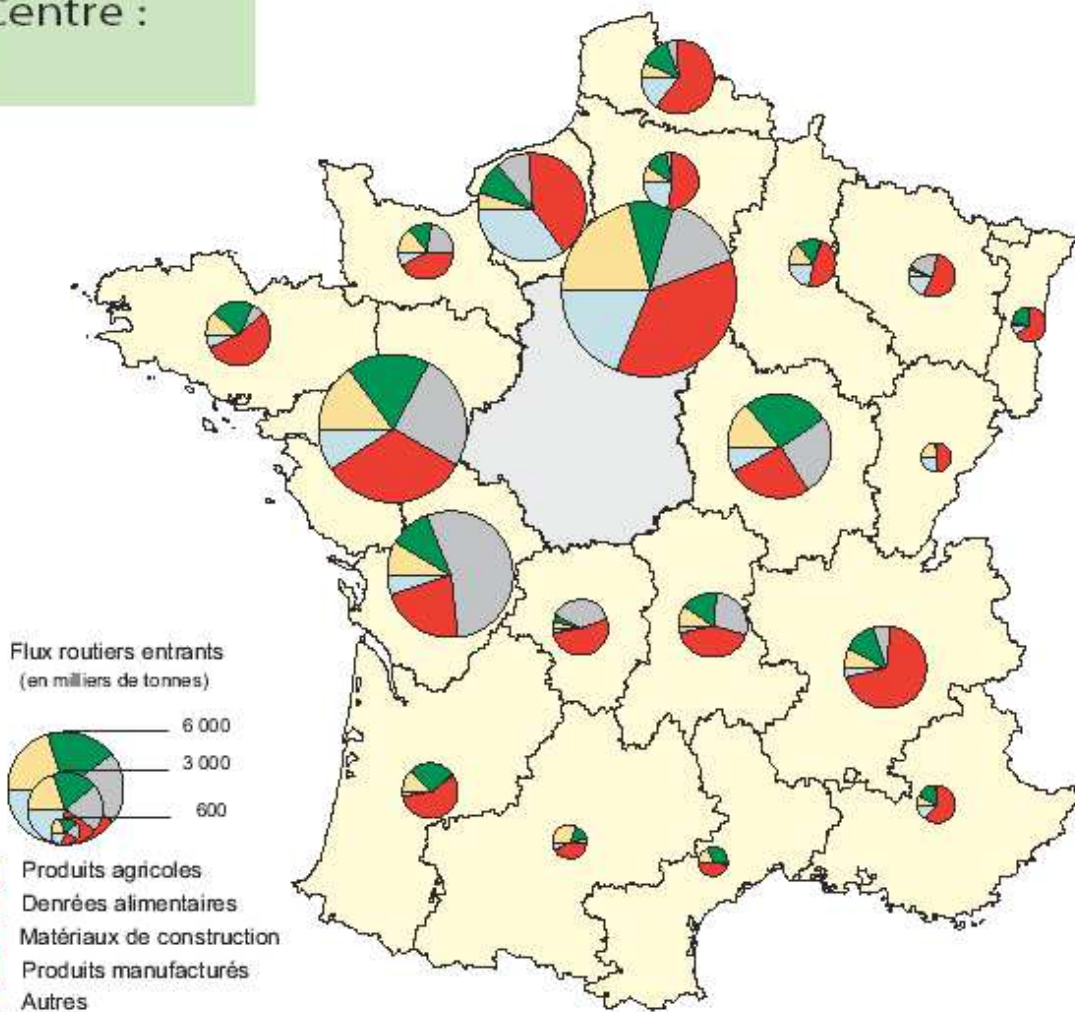 Centre :
Flux routiers entrants
(en milliers de tonnes)
6 000
3 000
600
Produits agricoles
Denrées alimentaires
Matériaux de construction
Produits manufacturés
Autres